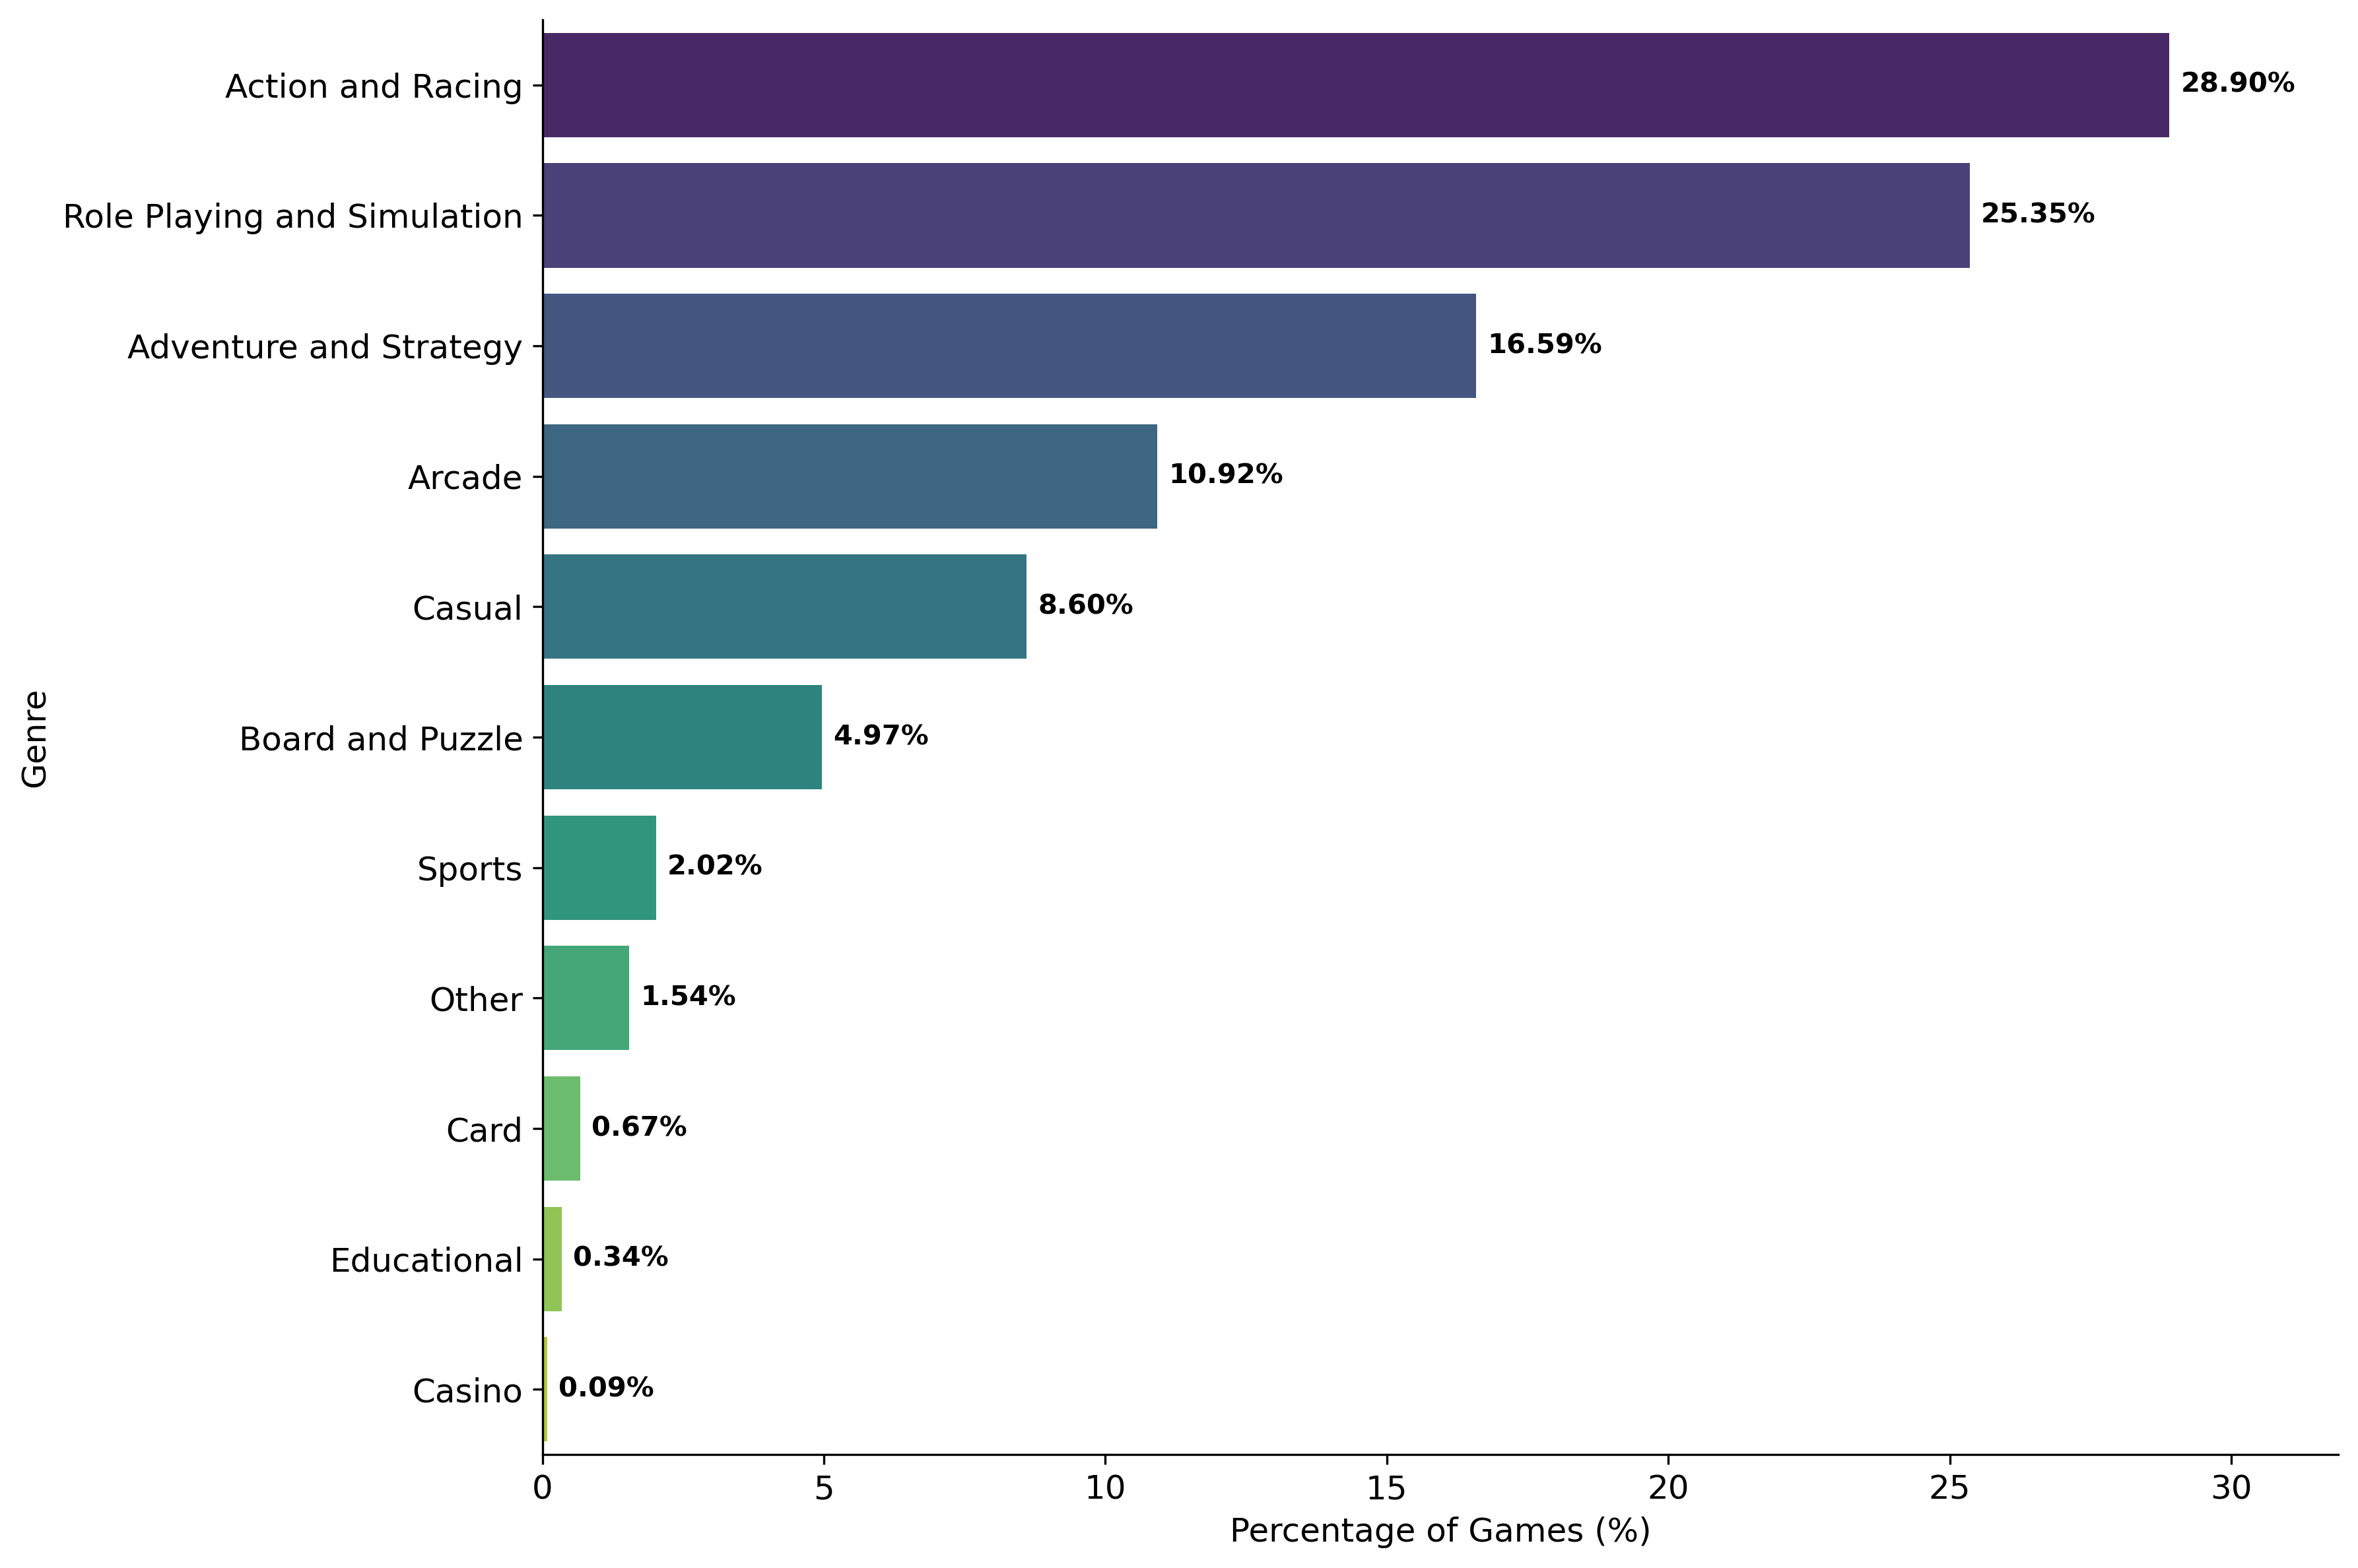 Action and Racing 28.90%
Role Playing and Simulation 25.35%
Adventure and Strategy 16.59%
Arcade 10.92%
Casual 8.60%
Board and Puzzle 4.97%
Genre
Sports 2.02%
Other 1.54%
Card 0.67%
Educational 0.34%
Casino 0.09%
0 5 10 15 20 25 30
Percentage of Games (%)